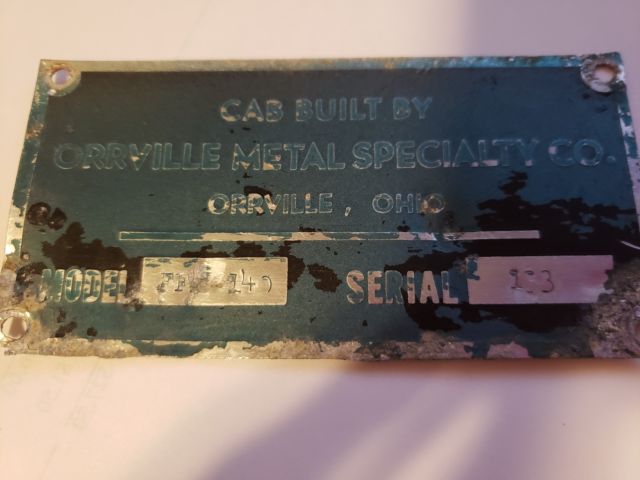 CAB BUILT BY
ORRVILLE METAL SPECIALTY CO.
ORRVILLE, OHIO
MODEL SERIAL